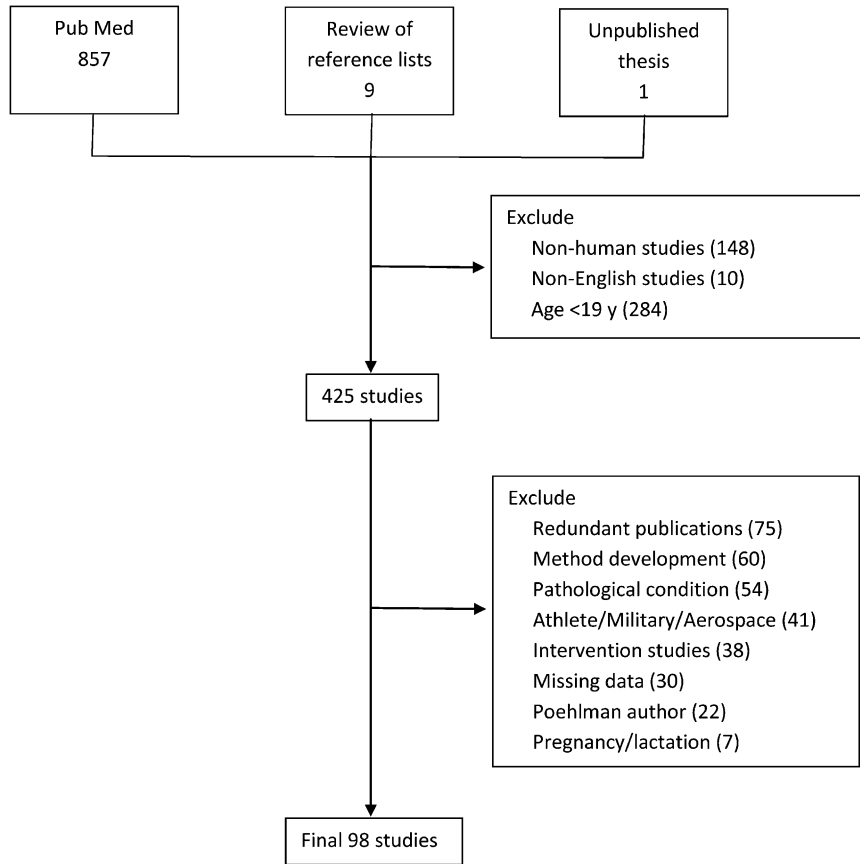 Pub Med
857
Review of
reference lists
9
Unpublished
thesis
1
Exclude
Non-human studies (148)
Non-English studies (10)
Age <19 y (284)
425 studies
Exclude
Redundant publications (75)
Method development (60)
Pathological condition (54)
Athlete/Military/Aerospace (41)
Intervention studies (38)
Missing data (30)
Poehlman author (22)
Pregnancy/lactation (7)
Final 98 studies